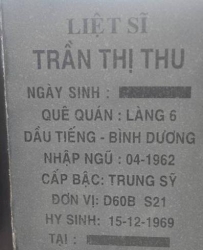 LIỆT SĨ
TRẦN THỊ THU
NGÀY SINH :
QUÊ QUÁN : LÀNG 6
DẦU TIẾNG - BÌNH DƯƠNG
NHẬP NGŨ : 04-1962
CẤP BẬC: TRUNG SỸ
ĐƠN VỊ: D60B S21
HY SINH: 15-12-1969
TẠI :